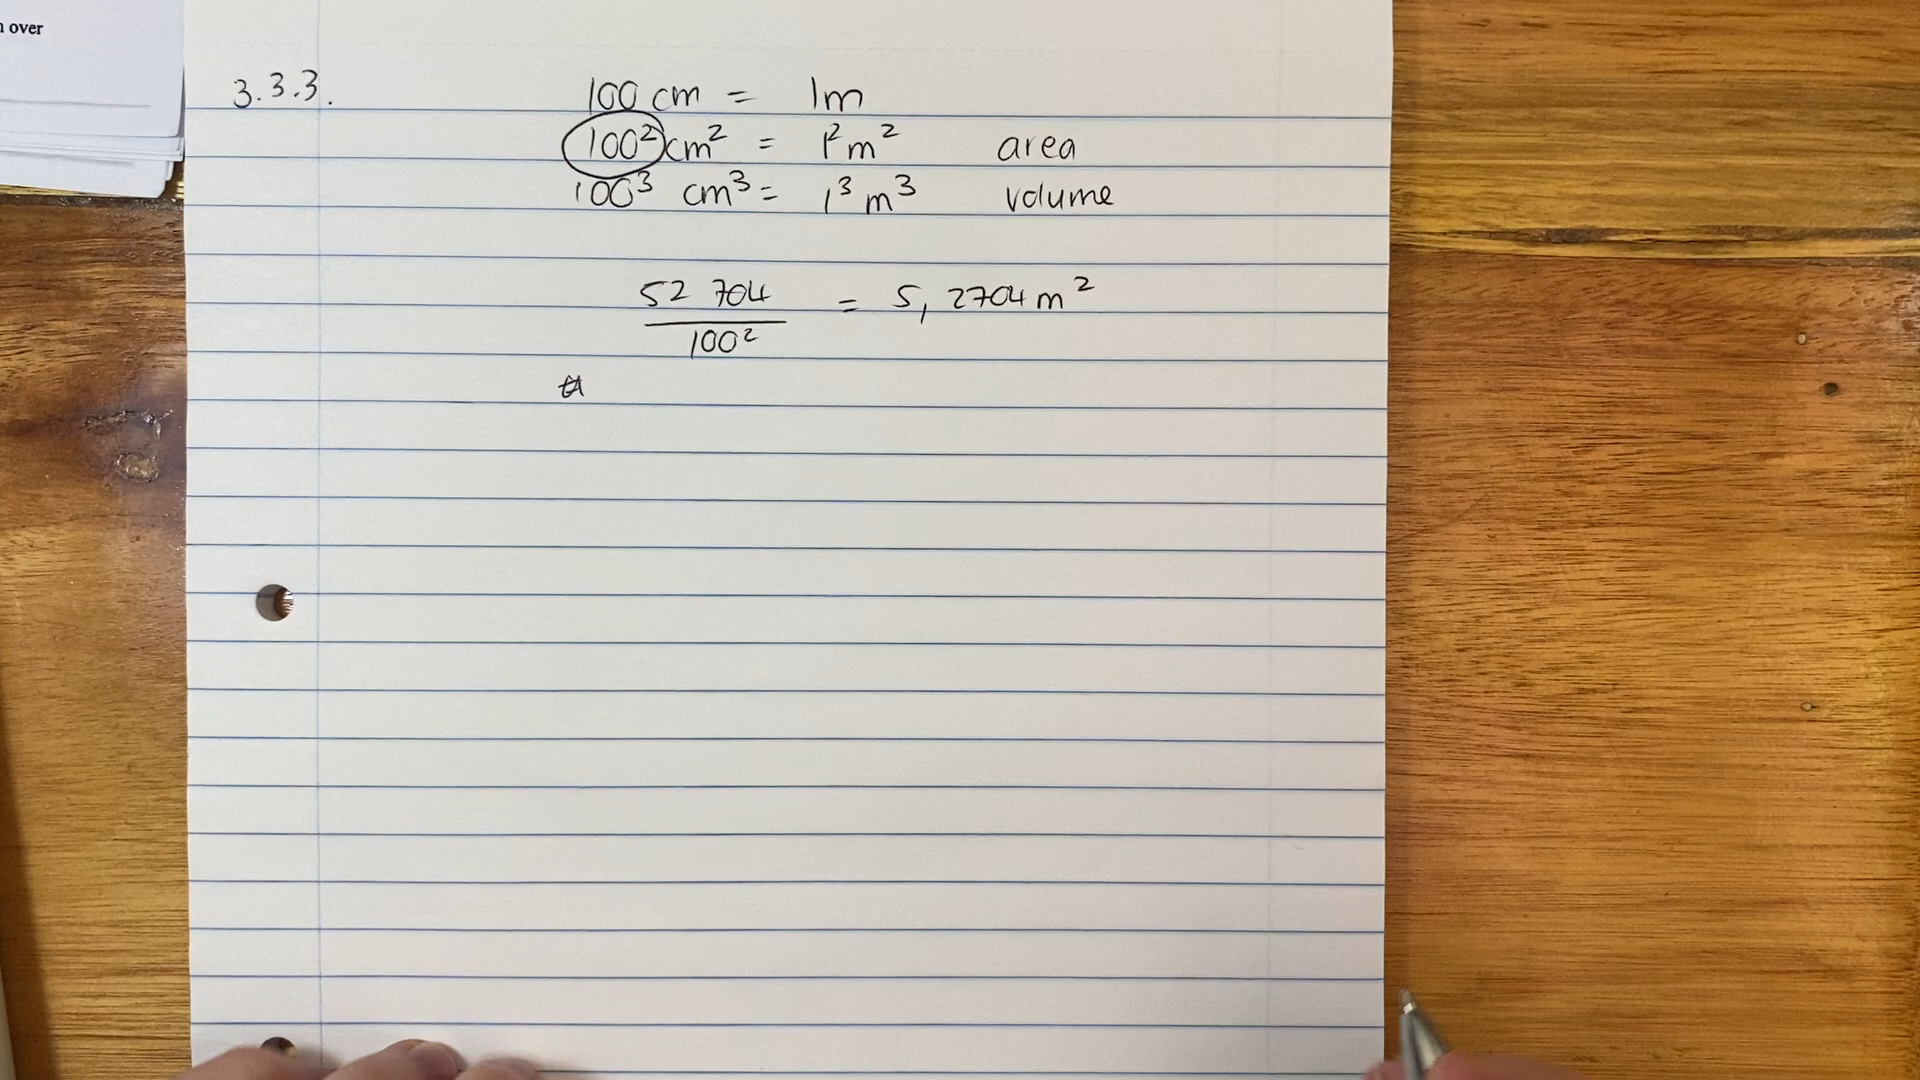 over
3.3.3.
100 cm = 1m
100² cm² = 1² m² area
100³ cm³ = 1³ m³ volume
52 704 / 100² = 5,2704 m²